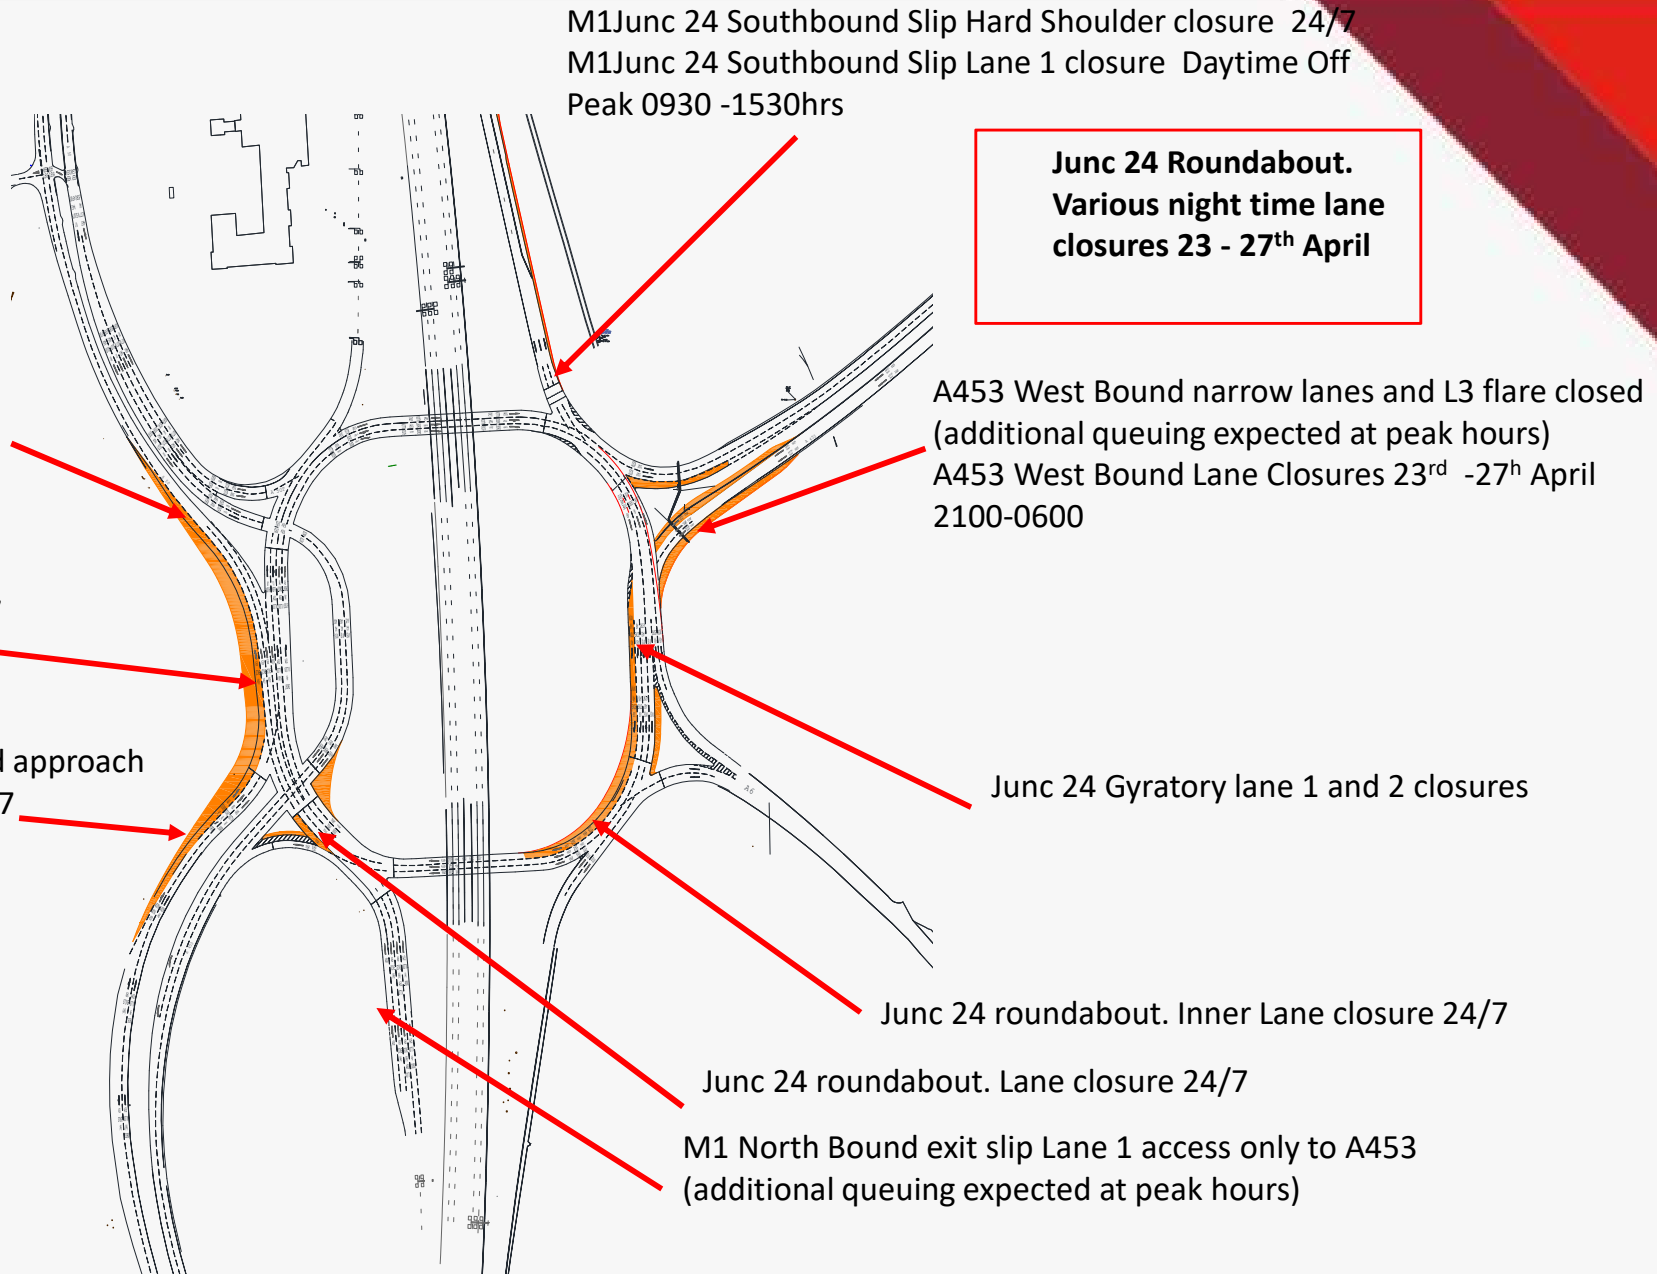 M1Junc 24 Southbound Slip Hard Shoulder closure  24/7
M1Junc 24 Southbound Slip Lane 1 closure  Daytime Off
Peak 0930 -1530hrs
Junc 24 Roundabout.
Various night time lane
closures 23 - 27th April
A453 West Bound narrow lanes and L3 flare closed
(additional queuing expected at peak hours)
A453 West Bound Lane Closures 23rd  -27h April
2100-0600
approach
7
Junc 24 Gyratory lane 1 and 2 closures
A6
Junc 24 roundabout. Inner Lane closure 24/7
Junc 24 roundabout. Lane closure 24/7
M1 North Bound exit slip Lane 1 access only to A453
(additional queuing expected at peak hours)